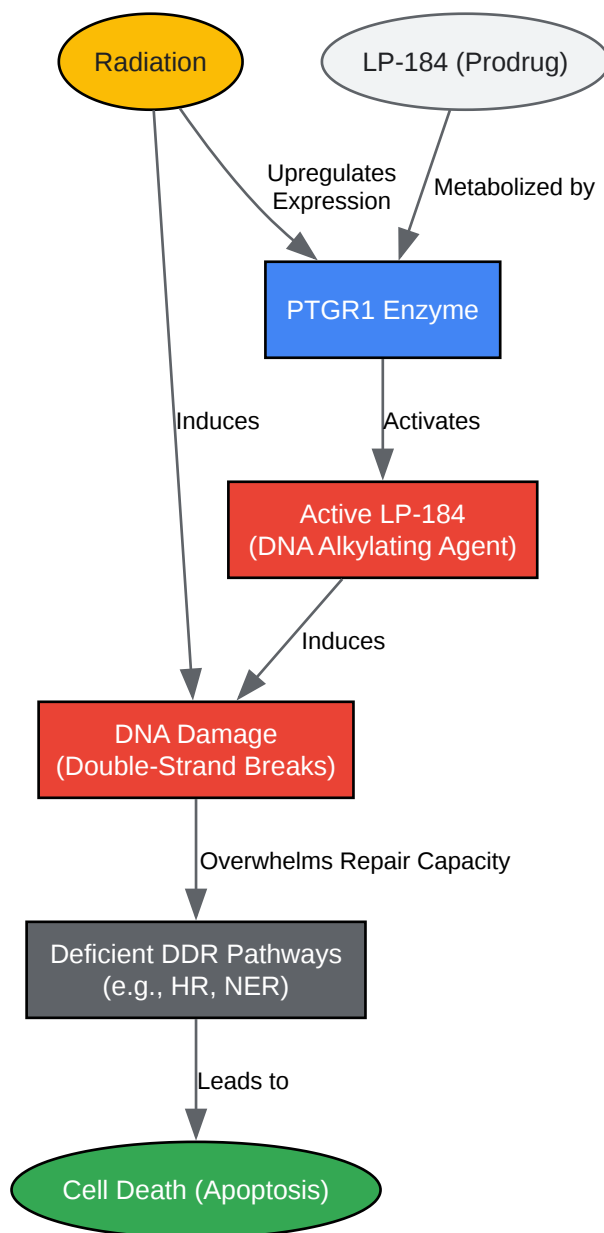 Radiation
LP-184 (Prodrug)
Upregulates
Expression
Metabolized by
PTGR1 Enzyme
Induces
Activates
Active LP-184
(DNA Alkylating Agent)
Induces
DNA Damage
(Double-Strand Breaks)
Overwhelms Repair Capacity
Deficient DDR Pathways
(e.g., HR, NER)
Leads to
Cell Death (Apoptosis)